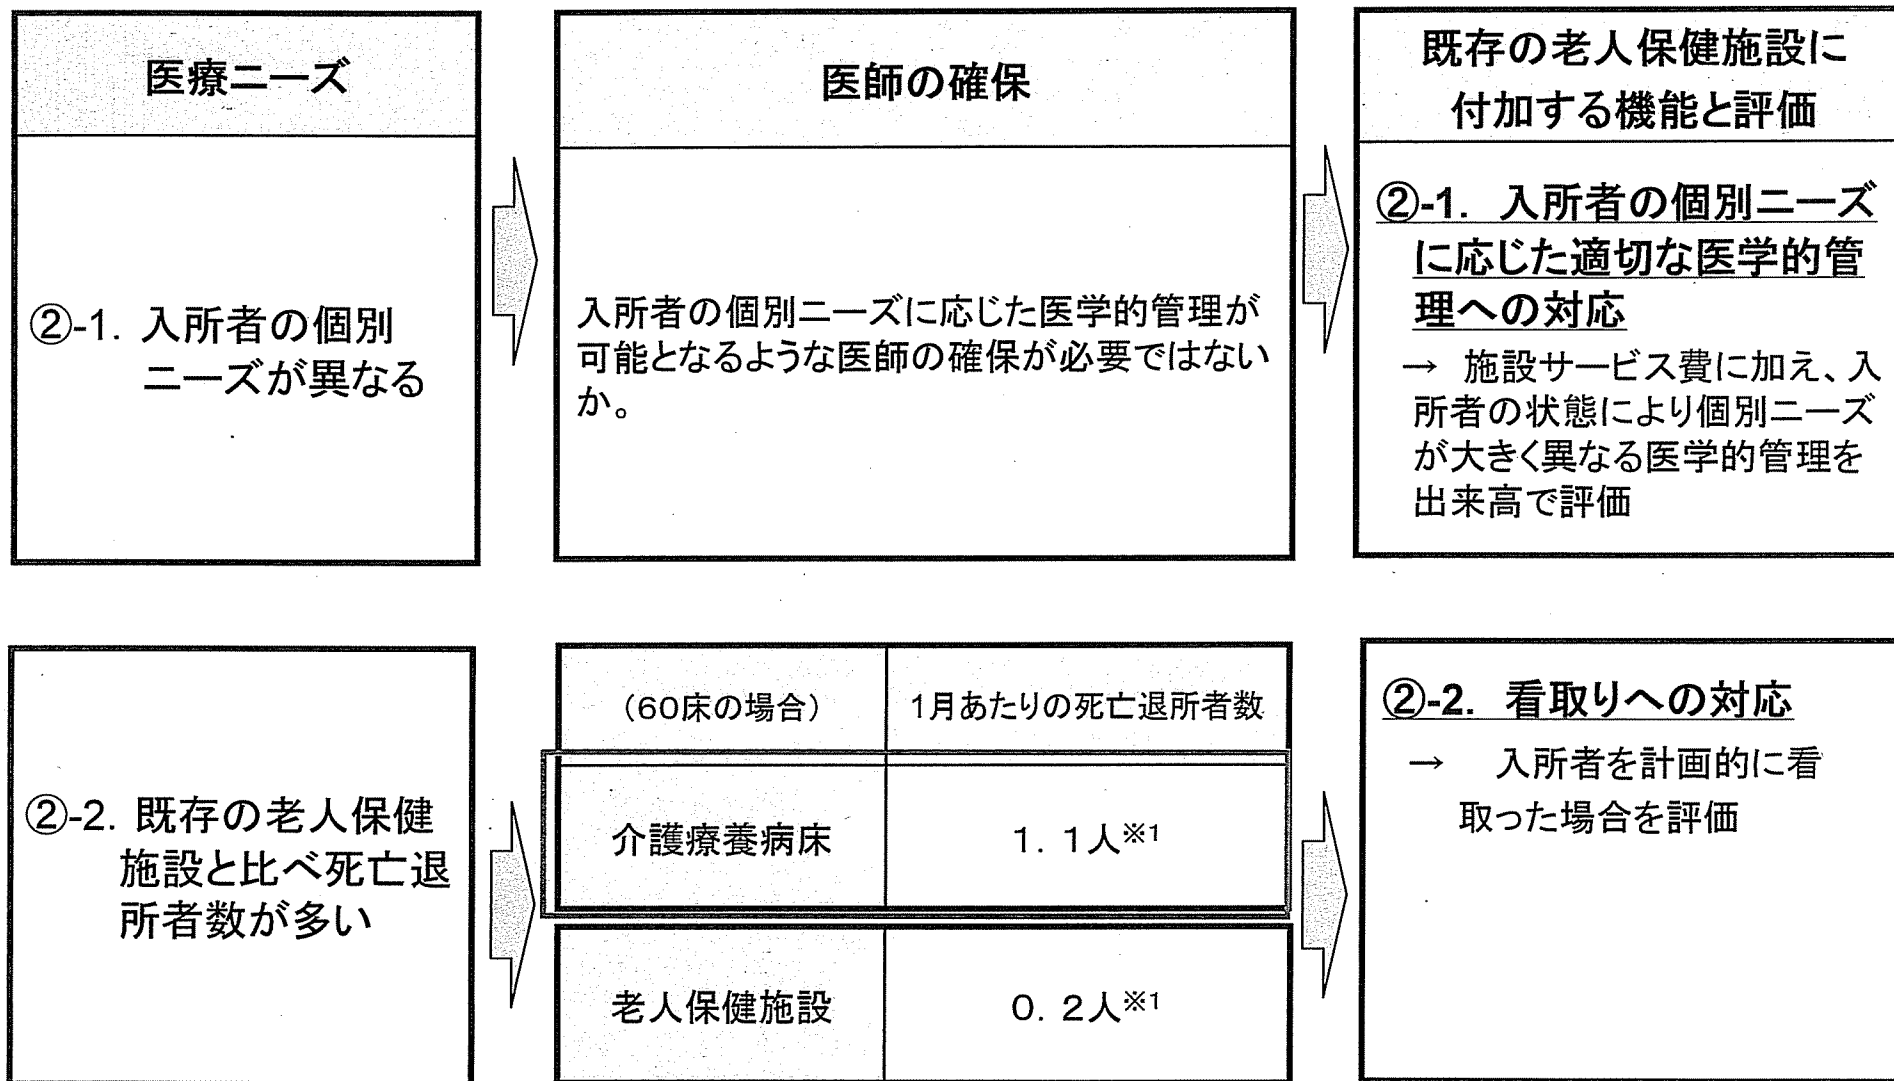 医療ニーズ
②-1. 入所者の個別
ニーズが異なる
医師の確保
入所者の個別ニーズに応じた医学的管理が
可能となるような医師の確保が必要ではない
か。
既存の老人保健施設に
付加する機能と評価
②-1. 入所者の個別ニーズ
に応じた適切な医学的管
理への対応
→ 施設サービス費に加え、入
所者の状態により個別ニーズ
が大きく異なる医学的管理を
出来高で評価
②-2. 既存の老人保健
施設と比べ死亡退
所者数が多い
(60床の場合)
1月あたりの死亡退所者数
介護療養病床
1. 1人※1
老人保健施設
0. 2人※1
②-2. 看取りへの対応
→ 入所者を計画的に看
取った場合を評価